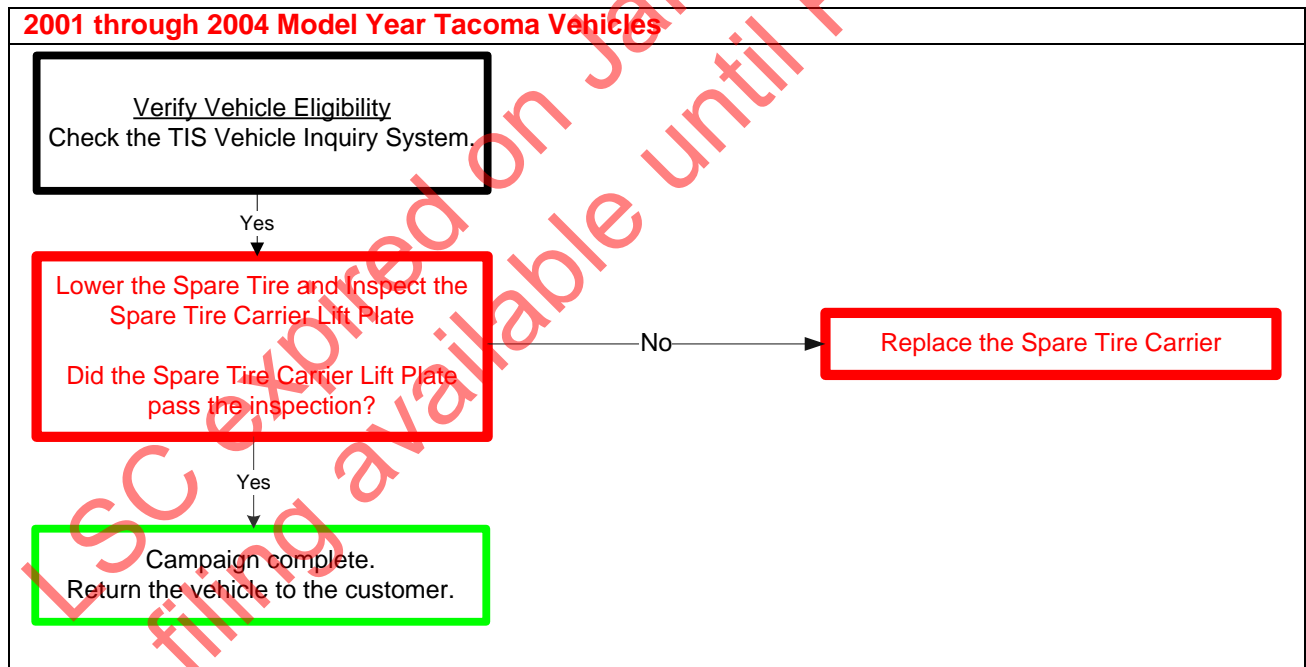 2001 through 2004 Model Year Tacoma Vehicles
Verify Vehicle Eligibility
Check the TIS Vehicle Inquiry System.
Yes
Lower the Spare Tire and Inspect the
Spare Tire Carrier Lift Plate
Did the Spare Tire Carrier Lift Plate
pass the inspection?
No
Replace the Spare Tire Carrier
Yes
Campaign complete.
Return the vehicle to the customer.
LSC expired on
filing available until